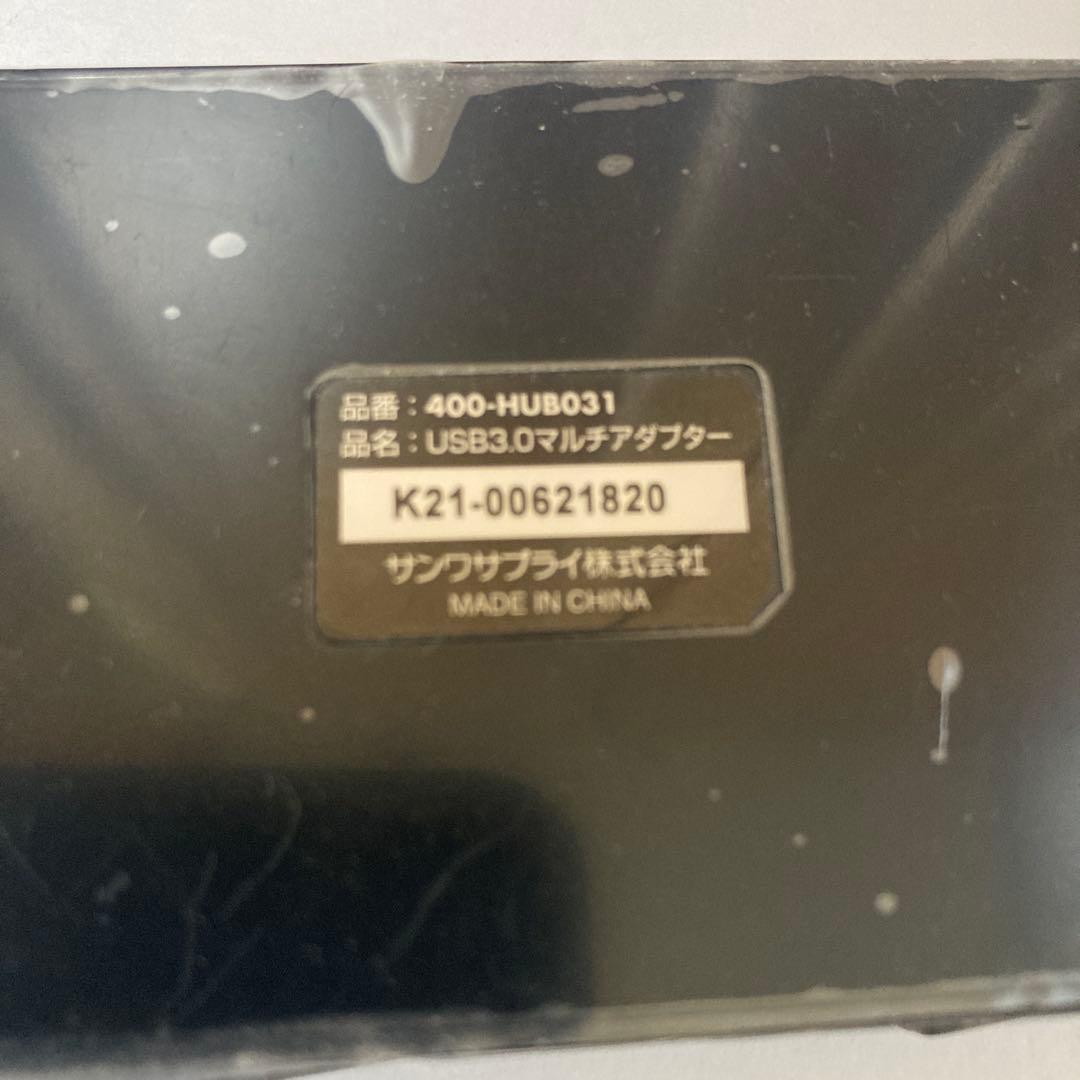 品番：400-HUB031
品名：USB3.0マルチアダプター
K21-00621820
サンワサプライ株式会社
MADE IN CHINA